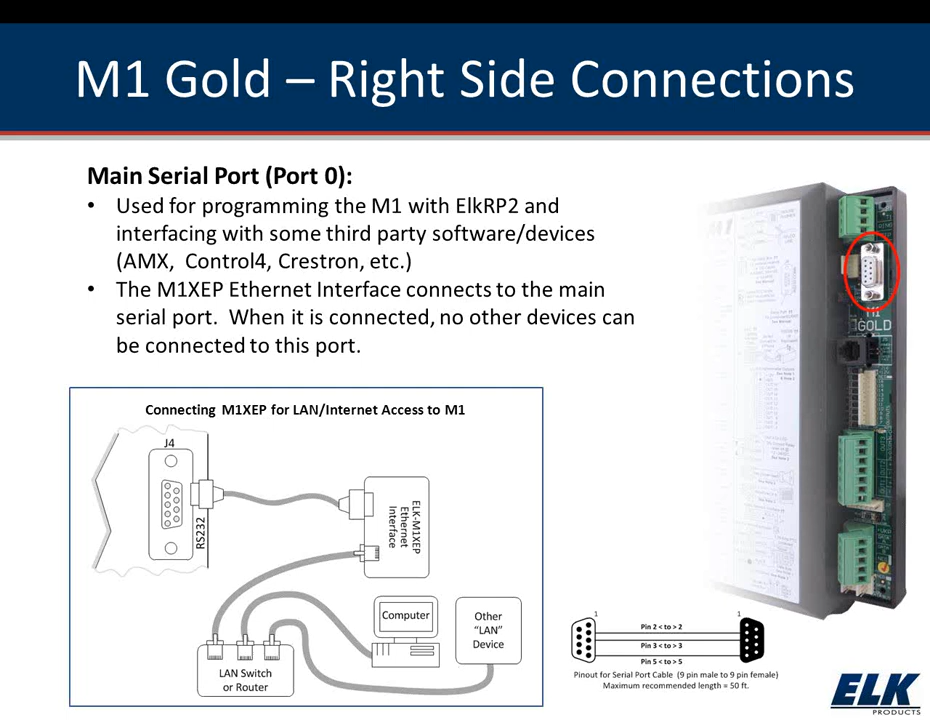 M1 Gold – Right Side Connections
Main Serial Port (Port 0):
• Used for programming the M1 with ElkRP2 and
interfacing with some third party software/devices
(AMX,  Control4, Crestron, etc.)
• The M1XEP Ethernet Interface connects to the main
serial port.  When it is connected, no other devices can
be connected to this port.
M1
GOLD
Connecting M1XEP for LAN/Internet Access to M1
J4
RS232
ELK-M1XEP
Ethernet
Interface
Computer
Other
"LAN"
Device
LAN Switch
or Router
1
1
Pin 2 < to > 2
Pin 3 < to > 3
Pin 5 < to > 5
Pinout for Serial Port Cable  (9 pin male to 9 pin female)
Maximum recommended length = 50 ft.
ELK
PRODUCTS